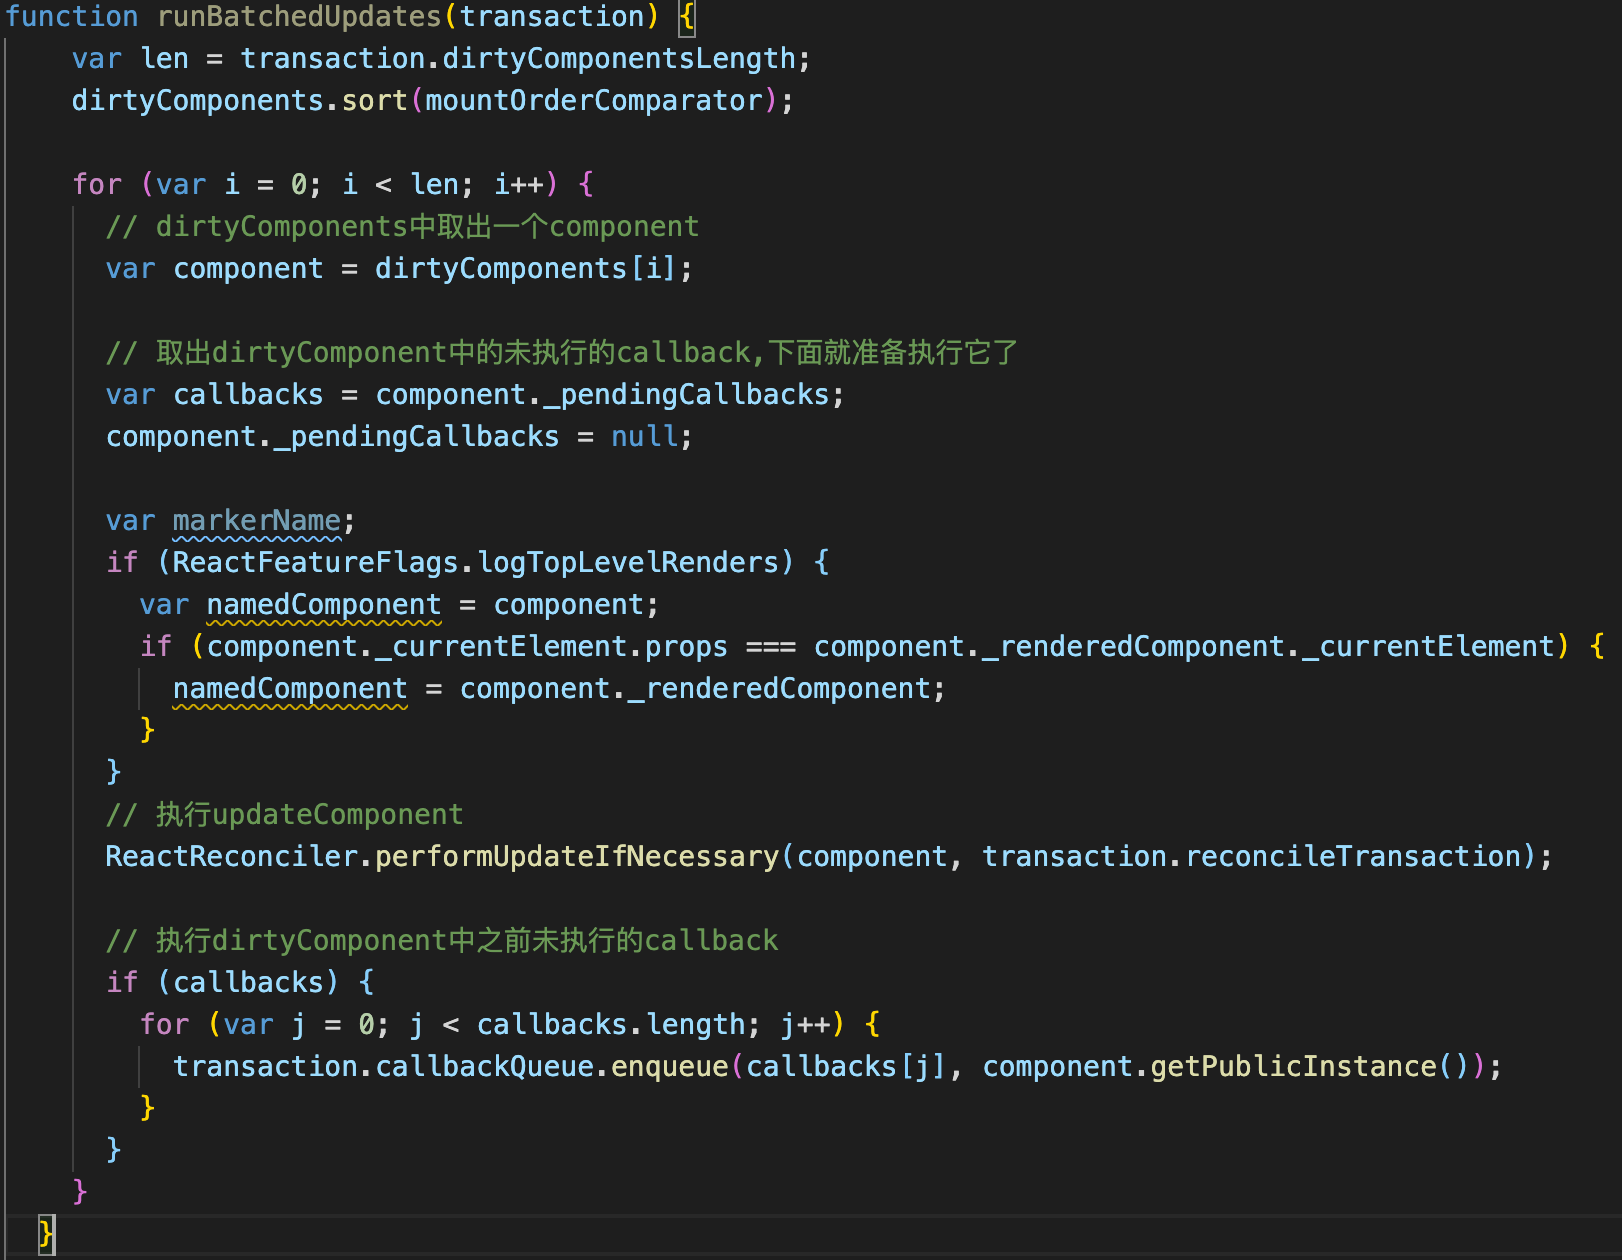 function runBatchedUpdates(transaction) {
var len = transaction.dirtyComponentsLength;
dirtyComponents.sort(mountOrderComparator);
for (var i = 0; i < len; i++) {
// dirtyComponents中取出一个component
var component = dirtyComponents[i];
// 取出dirtyComponent中的未执行的callback,下面就准备执行它了
var callbacks = component._pendingCallbacks;
component._pendingCallbacks = null;
var markerName;
if (ReactFeatureFlags.logTopLevelRenders) {
var namedComponent = component;
if (component._currentElement.props === component._renderedComponent._currentElement) {
namedComponent = component._renderedComponent;
}
}
// 执行updateComponent
ReactReconciler.performUpdateIfNecessary(component, transaction.reconcileTransaction);
// 执行dirtyComponent中之前未执行的callback
if (callbacks) {
for (var j = 0; j < callbacks.length; j++) {
transaction.callbackQueue.enqueue(callbacks[j], component.getPublicInstance());
}
}
}
}